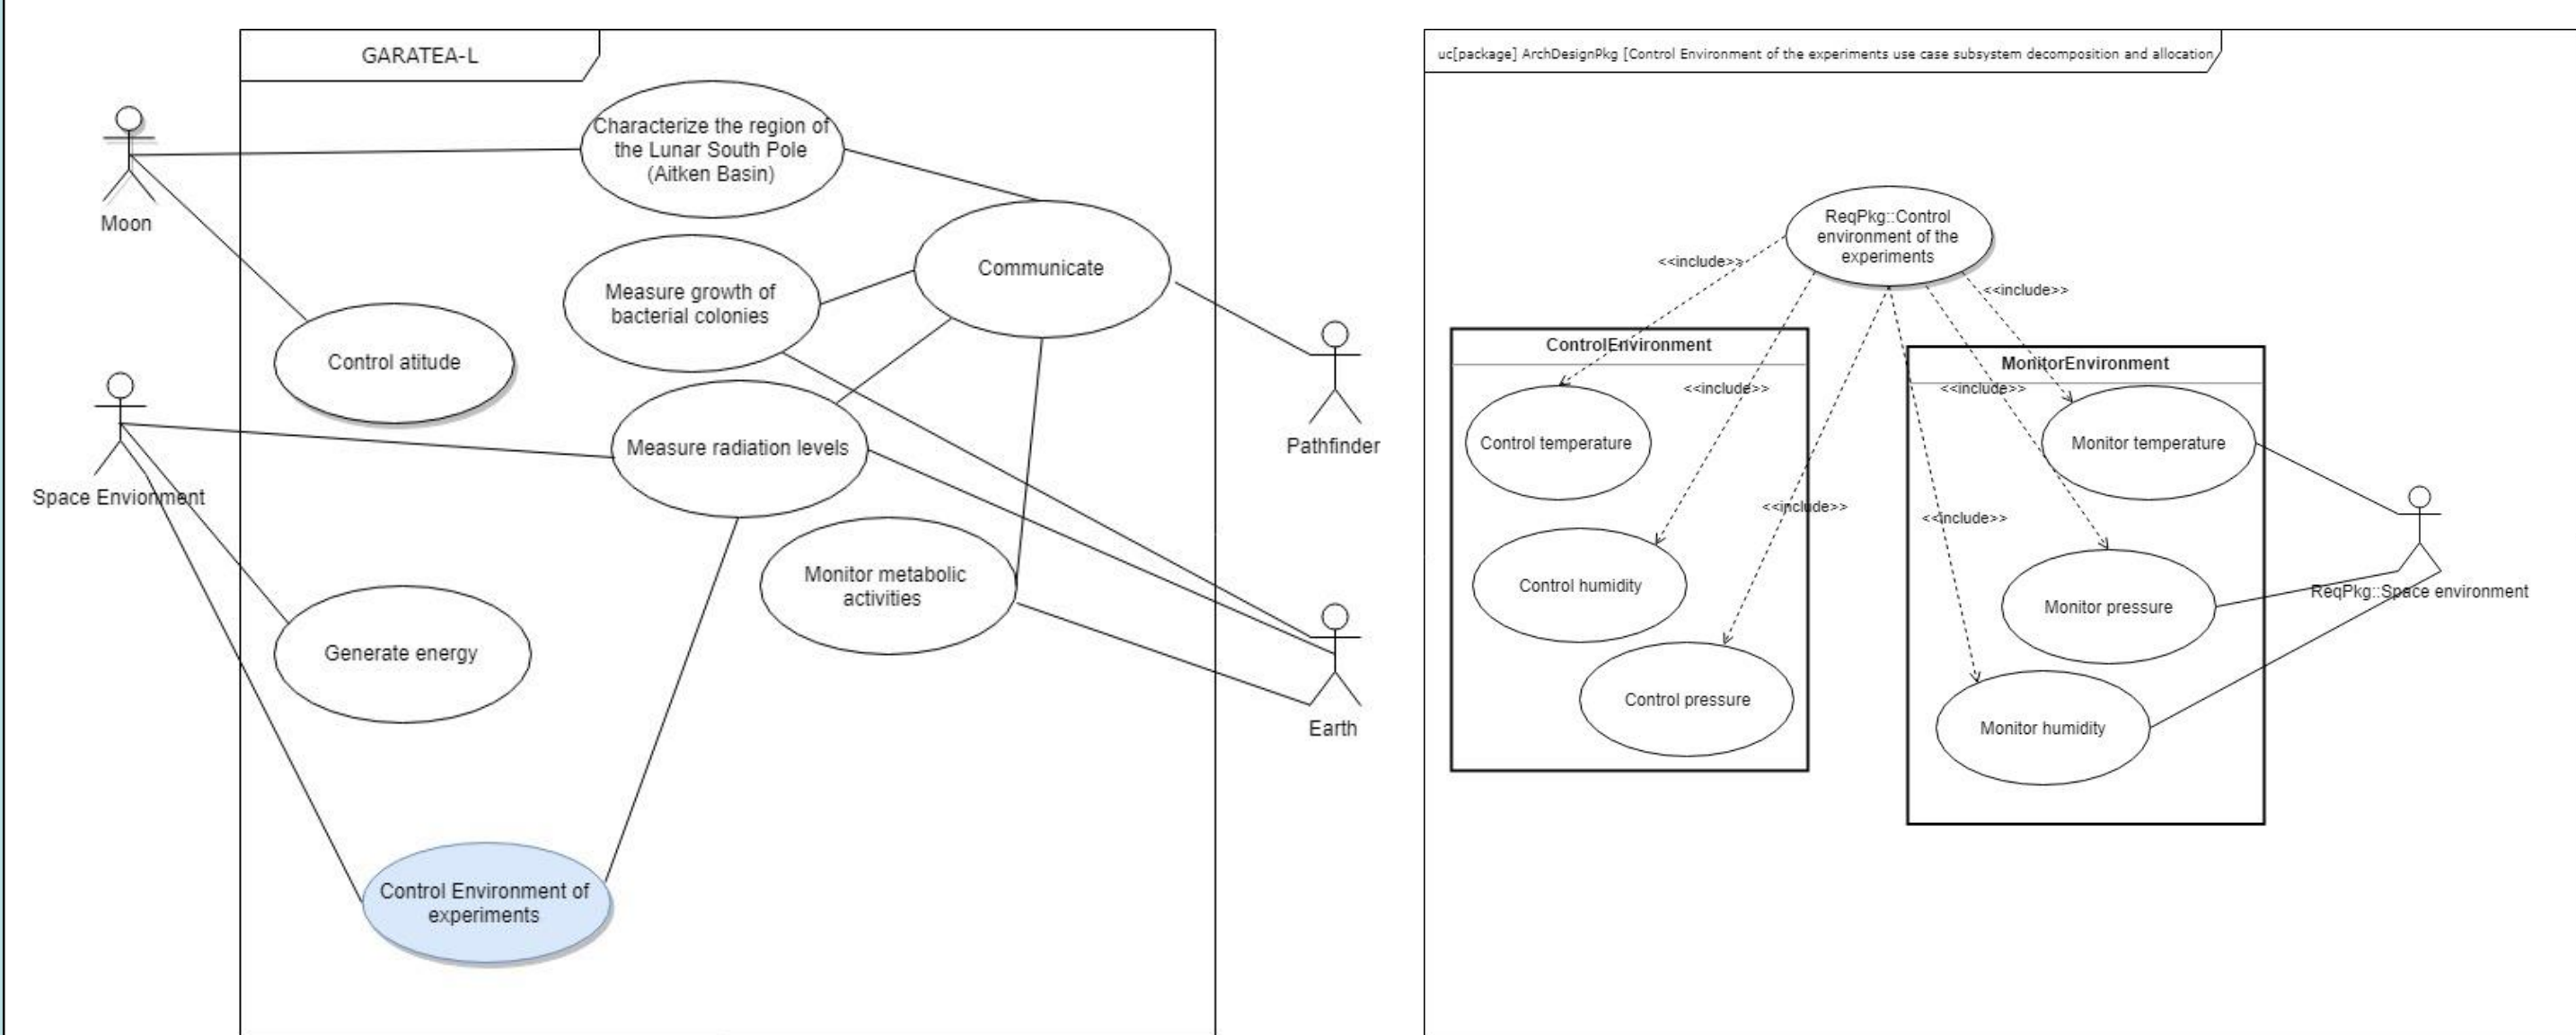 GARATEA-L
Moon
Characterize the region of
the Lunar South Pole
(Aitken Basin)
Communicate
Measure growth of
bacterial colonies
Control atitude
Pathfinder
Space Envionment
Measure radiation levels
Monitor metabolic
activities
Generate energy
Earth
Control Environment of
experiments
uc[package] ArchDesignPkg [Control Environment of the experiments use case subsystem decomposition and allocation
ReqPkg::Control
environment of the
experiments
<<include>>
<<include>>
ControlEnvironment
MonitorEnvironment
<<include>>
<<include>>
Control temperature
Monitor temperature
<<include>>
<<include>>
Control humidity
Monitor pressure
ReqPkg::Space environment
Control pressure
Monitor humidity